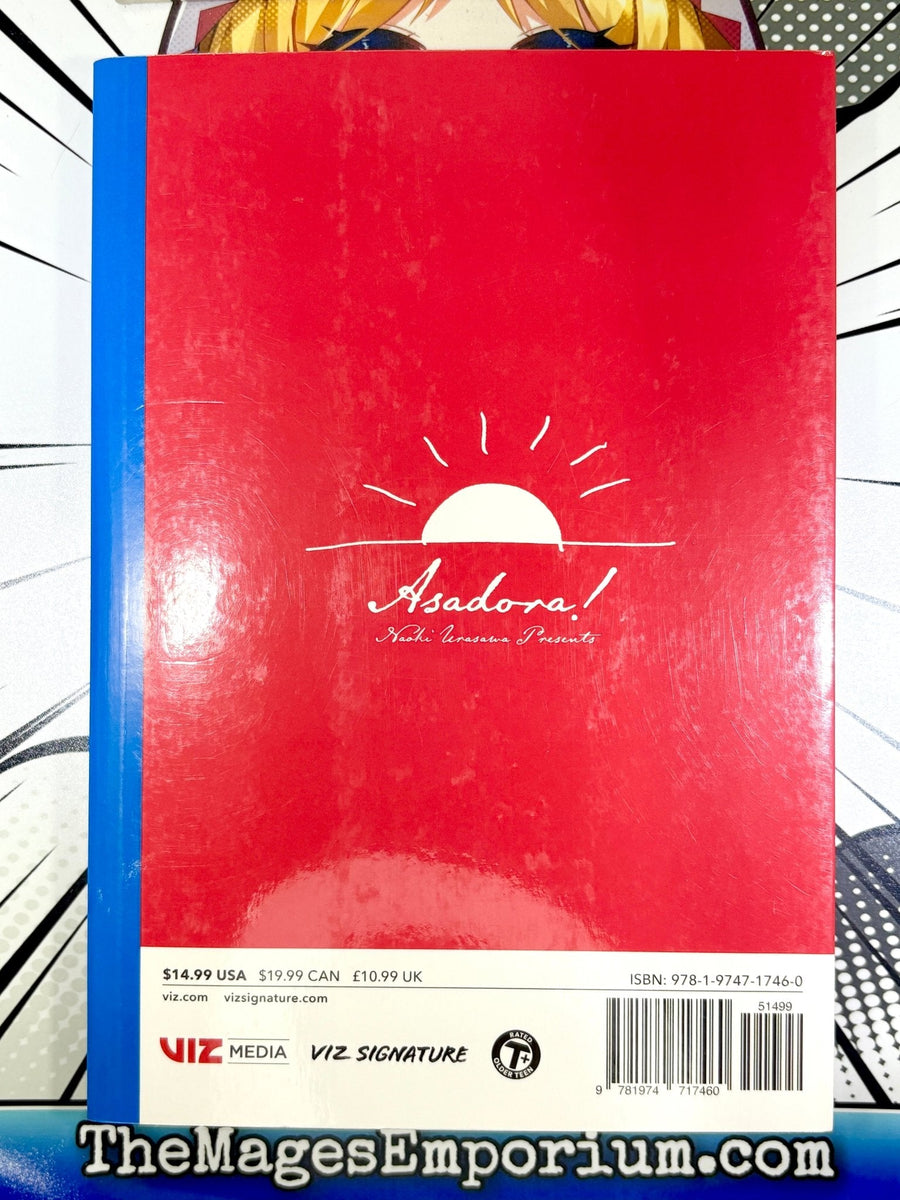 Asadora!
Naoki Urasawa Presents
$14.99 USA $19.99 CAN £10.99 UK
ISBN: 978-1-9747-1746-0
viz.com vizsignature.com
51499
VIZ MEDIA
VIZ SIGNATURE
RATED
T+
OLDER TEEN
9 781974 717460
TheMagesEmporium.com